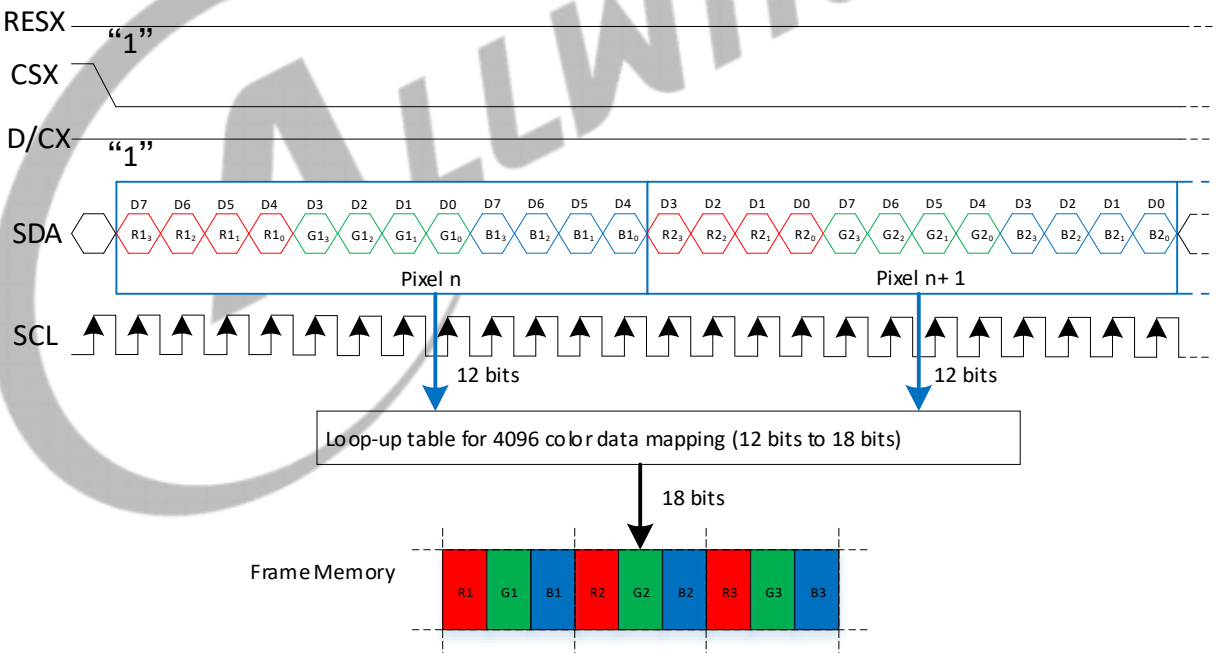 RESX
“1”
CSX
D/CX
“1”
D7 D6 D5 D4 D3 D2 D1 D0 D7 D6 D5 D4 D3 D2 D1 D0 D7 D6 D5 D4 D3 D2 D1 D0
SDA R1₃ R1₂ R1₁ R1₀ G1₃ G1₂ G1₁ G1₀ B1₃ B1₂ B1₁ B1₀ R2₃ R2₂ R2₁ R2₀ G2₃ G2₂ G2₁ G2₀ B2₃ B2₂ B2₁ B2₀
Pixel n Pixel n+ 1
SCL
12 bits 12 bits
Loop-up table for 4096 color data mapping (12 bits to 18 bits)
18 bits
Frame Memory
R1 G1 B1 R2 G2 B2 R3 G3 B3